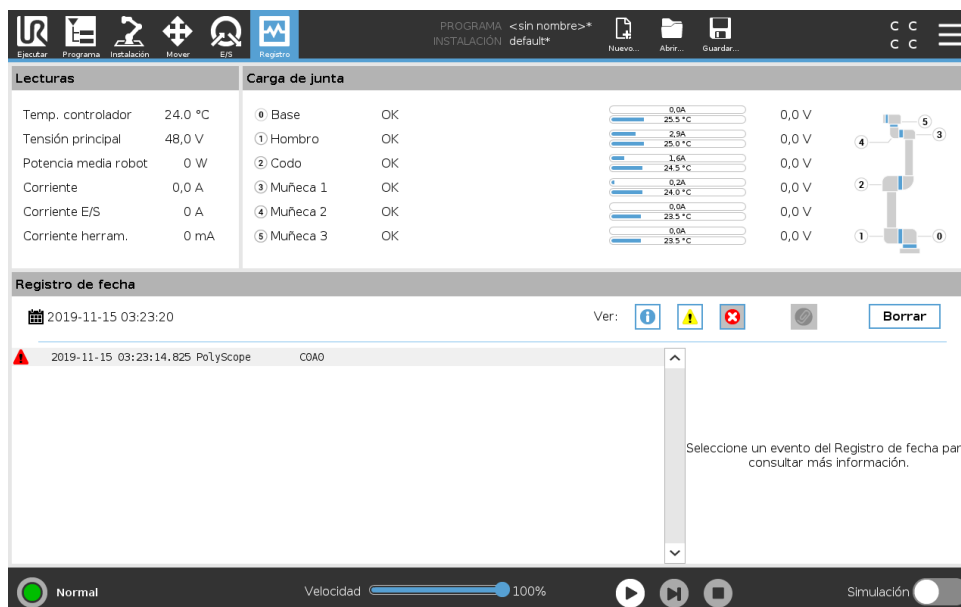 PROGRAMA <sin nombre>*
INSTALACIÓN default*
C C
C C
Ejecutar Programa Instalación Mover E/S Registro Nuevo... Abrir... Guardar...
Lecturas Carga de junta
Temp. controlador 24.0 °C
Tensión principal 48,0 V
Potencia media robot 0 W
Corriente 0,0 A
Corriente E/S 0 A
Corriente herram. 0 mA
0 Base OK 0,0A 25.5 °C 0,0 V
1 Hombro OK 2,9A 25.0 °C 0,0 V
2 Codo OK 1,6A 24.5 °C 0,0 V
3 Muñeca 1 OK 0,2A 24.0 °C 0,0 V
4 Muñeca 2 OK 0,0A 23.5 °C 0,0 V
5 Muñeca 3 OK 0,0A 23.5 °C 0,0 V
5
4 3
2
1 0
Registro de fecha
2019-11-15 03:23:20 Ver: Borrar
2019-11-15 03:23:14.825 PolyScope C0A0
Seleccione un evento del Registro de fecha par
consultar más información.
Normal Velocidad 100% Simulación